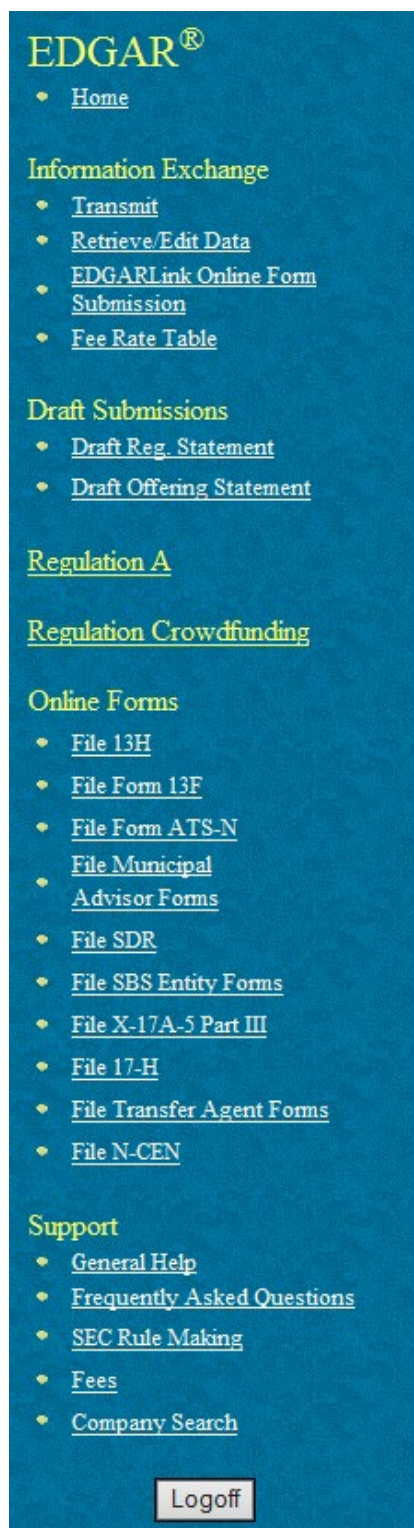 EDGAR®
Home
Information Exchange
Transmit
Retrieve/Edit Data
EDGARLink Online Form
Submission
Fee Rate Table
Draft Submissions
Draft Reg. Statement
Draft Offering Statement
Regulation A
Regulation Crowdfunding
Online Forms
File 13H
File Form 13F
File Form ATS-N
File Municipal
Advisor Forms
File SDR
File SBS Entity Forms
File X-17A-5 Part III
File 17-H
File Transfer Agent Forms
File N-CEN
Support
General Help
Frequently Asked Questions
SEC Rule Making
Fees
Company Search
Logoff